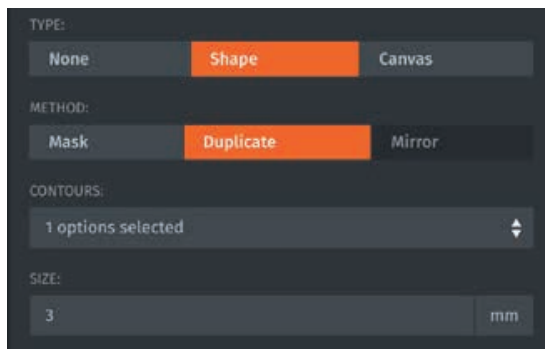 TYPE:
None Shape Canvas
METHOD:
Mask Duplicate Mirror
CONTOURS:
1 options selected
SIZE:
3 mm